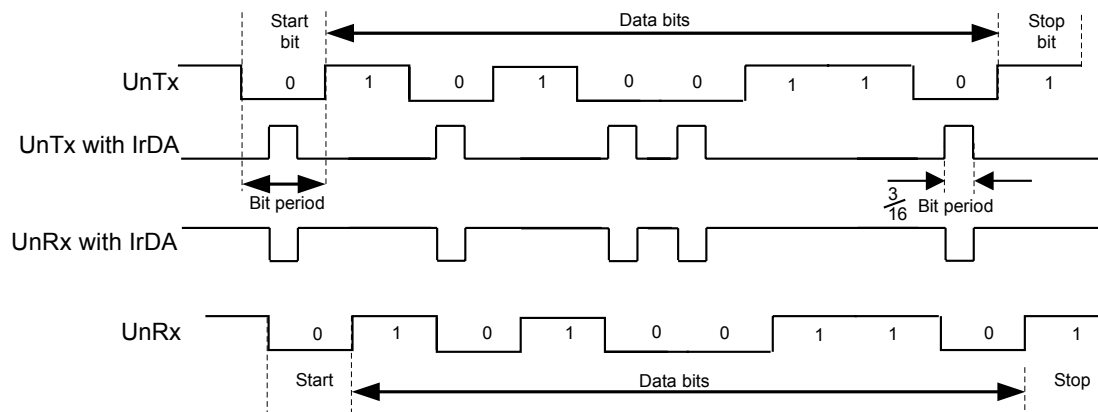 Start
bit
Data bits
Stop
bit
UnTx
0 1 0 1 0 0 1 1 0 1
UnTx with IrDA
Bit period
3/16 Bit period
UnRx with IrDA
UnRx
0 1 0 1 0 0 1 1 0 1
Start
Data bits
Stop